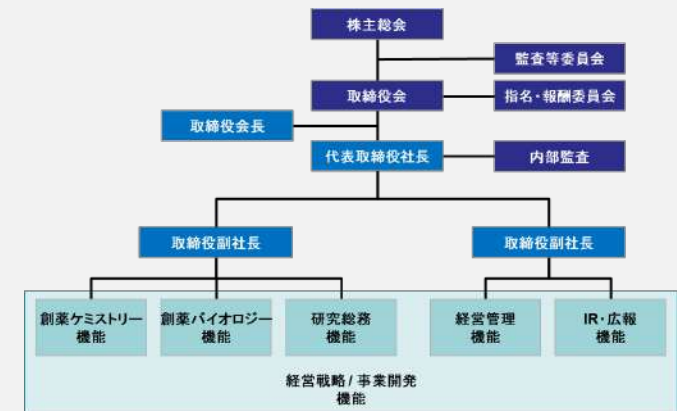 株主総会
監査等委員会
取締役会
指名・報酬委員会
取締役会長
代表取締役社長
内部監査
取締役副社長
取締役副社長
創薬ケミストリー
機能
創薬バイオロジー
機能
研究総務
機能
経営管理
機能
IR・広報
機能
経営戦略 / 事業開発
機能